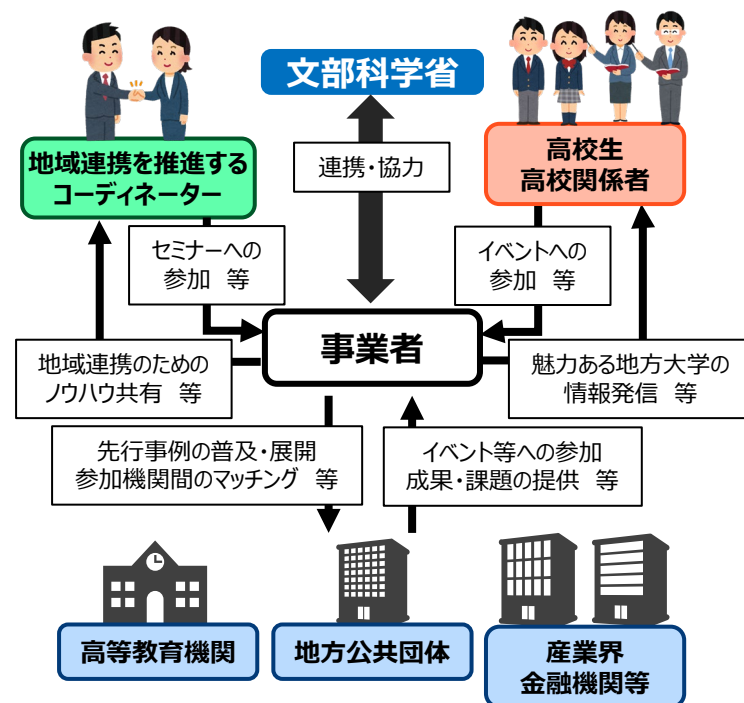 文部科学省
地域連携を推進する
コーディネーター
高校生
高校関係者
連携・協力
セミナーへの
参加　等
イベントへの
参加　等
事業者
地域連携のための
ノウハウ共有　等
魅力ある地方大学の
情報発信　等
先行事例の普及・展開
参加機関間のマッチング　等
イベント等への参加
成果・課題の提供　等
高等教育機関
地方公共団体
産業界
金融機関等